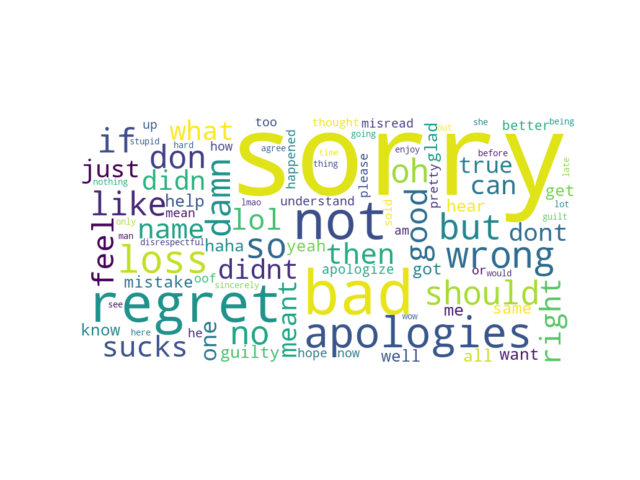 up
too
thought
misread
she
better
being
if
what
stupid
hard
how
going
but
sorry
don
agree
happened
oh
glad
true
before
just
didn
damn
time
thing
please
enjoy
pretty
can
get
late
nothing
like
help
mean
lmao
understand
not
sold
am
good
hear
lot
guilt
only
name
lol
but
dont
man
feel
disrespectful
haha
so
yeah
then
wrong
loss
oof
didnt
apologize
got
or
would
mistake
sincerely
bad
should
regret
meant
me
same
see
know
here
he
no
wow
apologies
right
sucks
one
guilty
hope
now
well
all
want